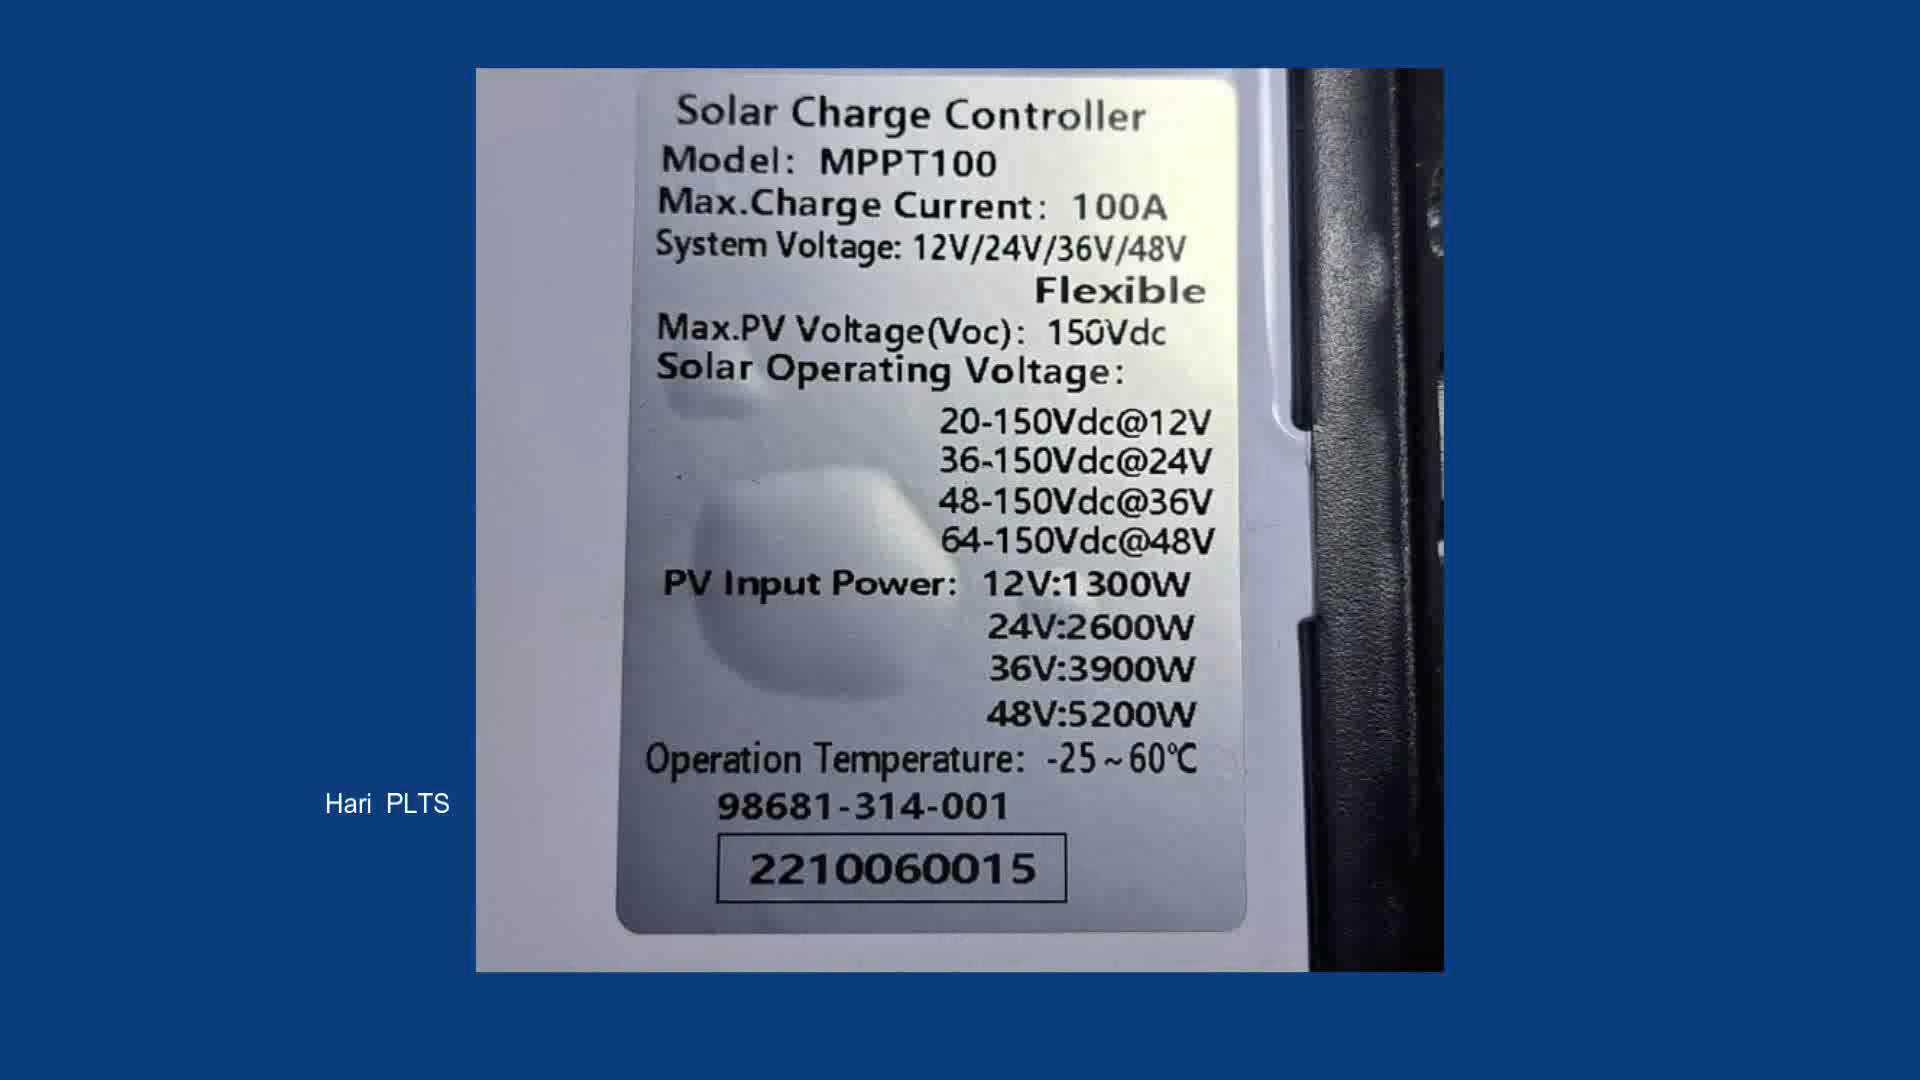 Solar Charge Controller
Model: MPPT100
Max.Charge Current: 100A
System Voltage: 12V/24V/36V/48V
Flexible
Max.PV Voltage(Voc): 150Vdc
Solar Operating Voltage:
20-150Vdc@12V
36-150Vdc@24V
48-150Vdc@36V
64-150Vdc@48V
PV Input Power: 12V:1300W
24V:2600W
36V:3900W
48V:5200W
Operation Temperature: -25~60℃
98681-314-001
2210060015
Hari PLTS